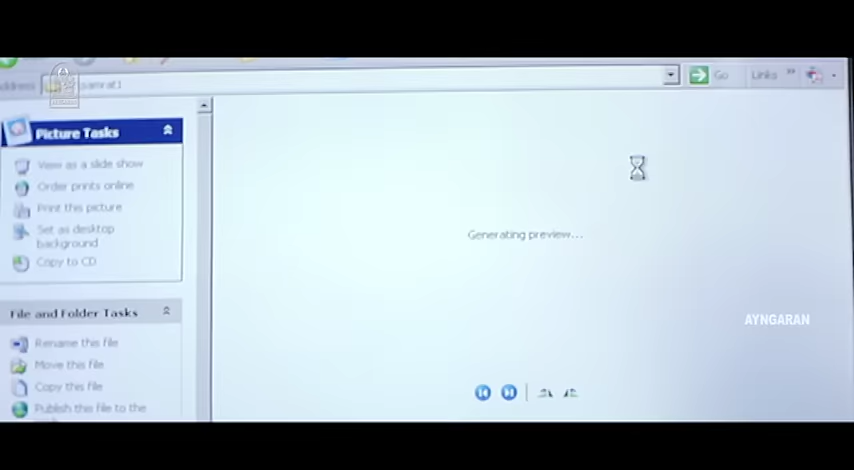 Go
Links
Picture Tasks
View as a slide show
Order prints online
Print this picture
Set as desktop
background
Copy to CD
Generating preview...
File and Folder Tasks
AYNGARAN
Rename this file
Move this file
Copy this file
Publish this file to the